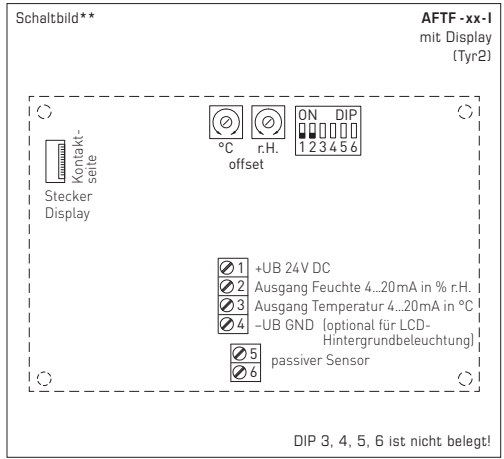 Schaltbild**
AFTF - xx - I
mit Display
(Tyr2)
ON DIP
1 2 3 4 5 6
°C r.H.
offset
Kontakt-
seite
Stecker
Display
1 +UB 24V DC
2 Ausgang Feuchte 4...20mA in % r.H.
3 Ausgang Temperatur 4...20mA in °C
4 –UB GND (optional für LCD-
Hintergrundbeleuchtung)
5
passiver Sensor
6
DIP 3, 4, 5, 6 ist nicht belegt!